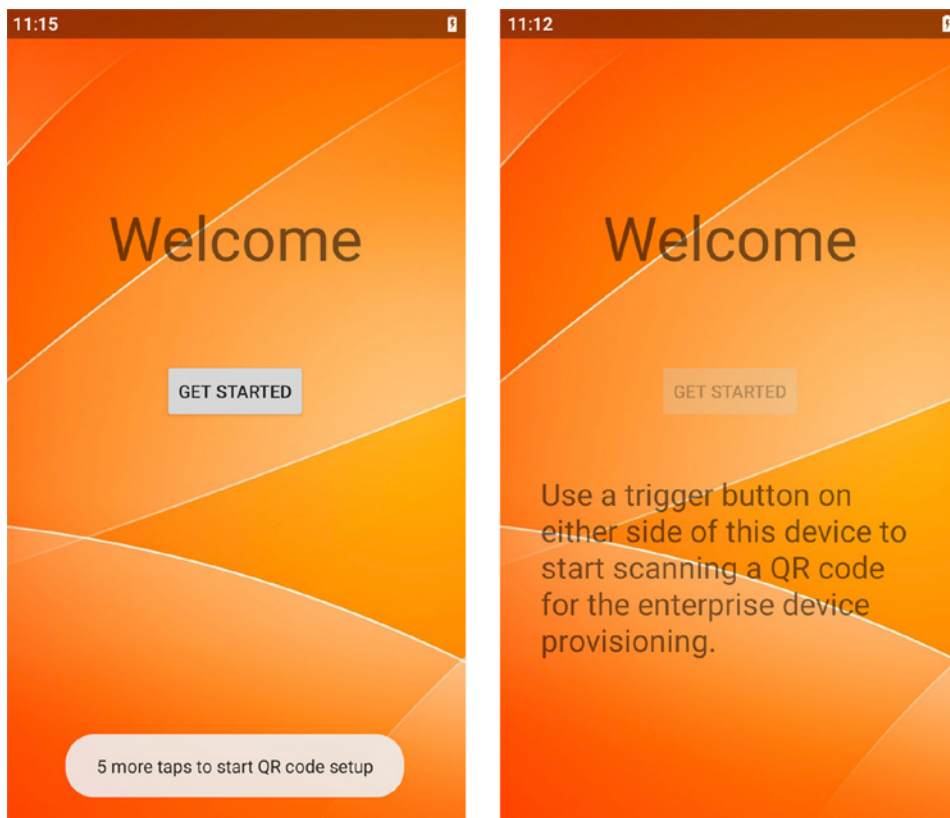 11:15
Welcome
GET STARTED
5 more taps to start QR code setup
11:12
Welcome
GET STARTED
Use a trigger button on
either side of this device to
start scanning a QR code
for the enterprise device
provisioning.